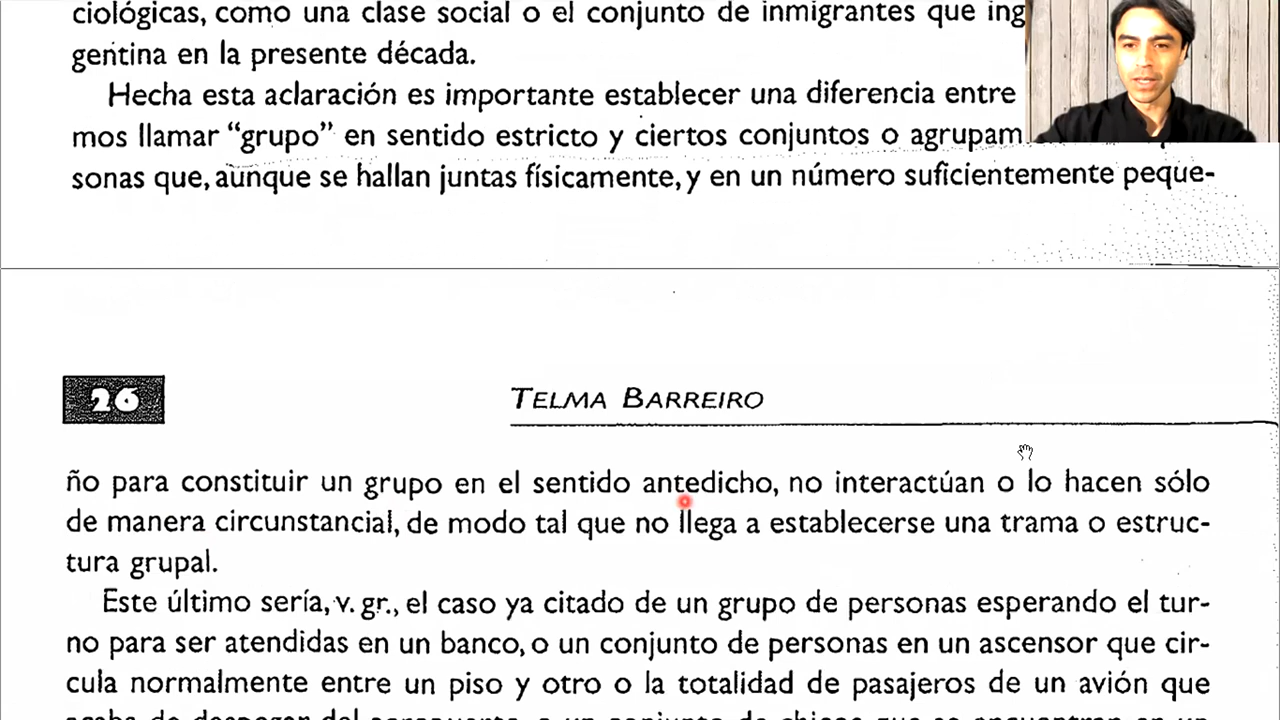 ciológicas, como una clase social o el conjunto de inmigrantes que ing
gentina en la presente década.
Hecha esta aclaración es importante establecer una diferencia entre
mos llamar “grupo” en sentido estricto y ciertos conjuntos o agrupam
sonas que, aunque se hallan juntas físicamente, y en un número suficientemente peque-
26
TELMA BARREIRO
ño para constituir un grupo en el sentido antedicho, no interactúan o lo hacen sólo
de manera circunstancial, de modo tal que no llega a establecerse una trama o estruc-
tura grupal.
Este último sería, v. gr., el caso ya citado de un grupo de personas esperando el tur-
no para ser atendidas en un banco, o un conjunto de personas en un ascensor que cir-
cula normalmente entre un piso y otro o la totalidad de pasajeros de un avión que